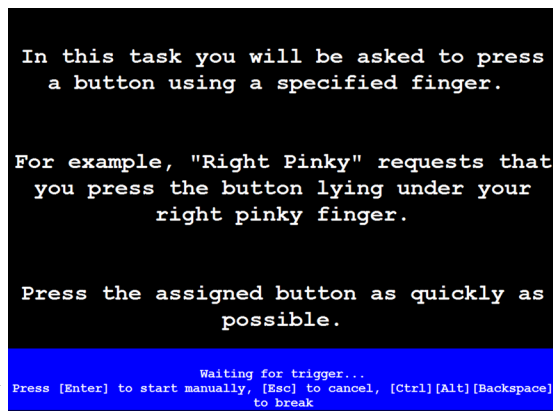 In this task you will be asked to press
a button using a specified finger.
For example, "Right Pinky" requests that
you press the button lying under your
right pinky finger.
Press the assigned button as quickly as
possible.
Waiting for trigger...
Press [Enter] to start manually, [Esc] to cancel, [Ctrl][Alt][Backspace]
to break